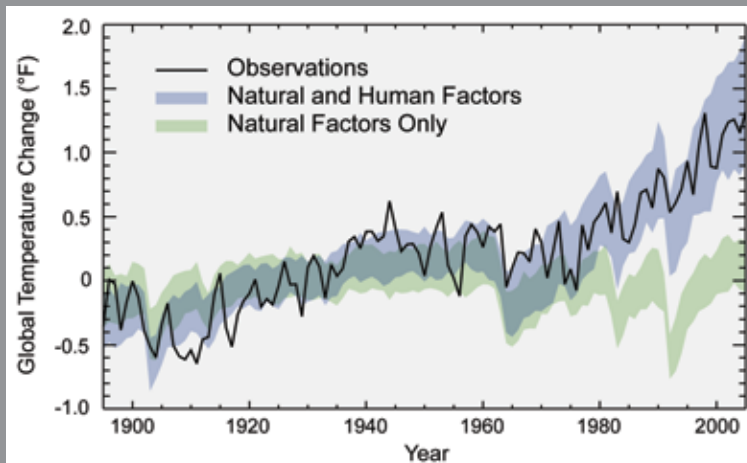 2.0
1.5
1.0
0.5
0
-0.5
-1.0
Global Temperature Change (°F)
Observations
Natural and Human Factors
Natural Factors Only
1900 1920 1940 1960 1980 2000
Year